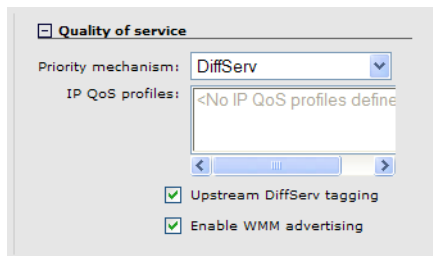 Quality of service
Priority mechanism: DiffServ
IP QoS profiles: <No IP QoS profiles define
Upstream DiffServ tagging
Enable WMM advertising